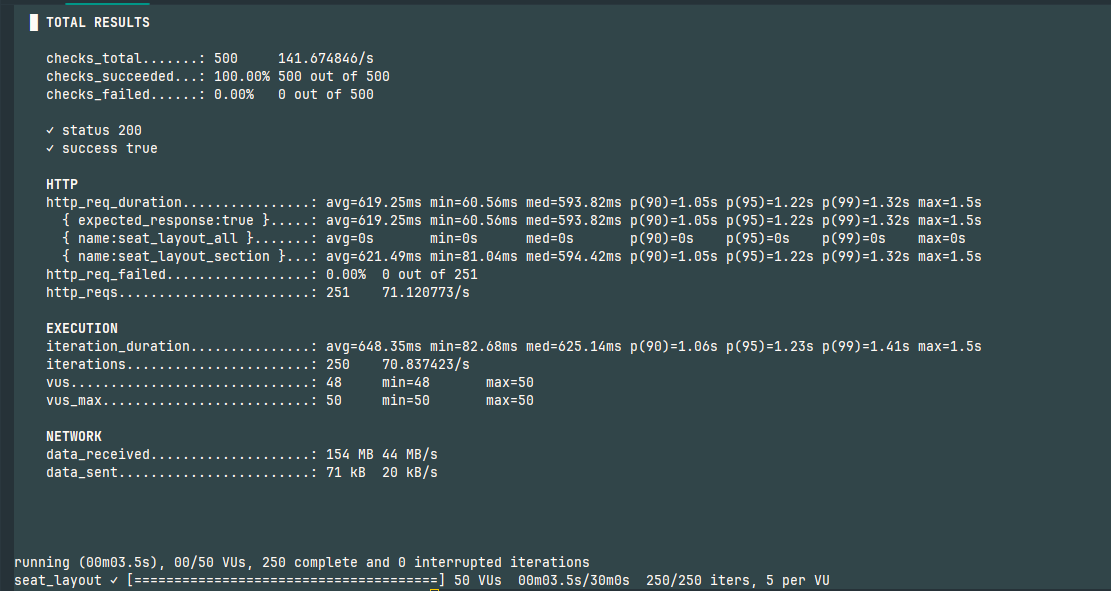 █ TOTAL RESULTS
checks_total.......: 500     141.674846/s
checks_succeeded...: 100.00% 500 out of 500
checks_failed......: 0.00%   0 out of 500
✓ status 200
✓ success true
HTTP
http_req_duration................: avg=619.25ms min=60.56ms med=593.82ms p(90)=1.05s p(95)=1.22s p(99)=1.32s max=1.5s
{ expected_response:true }.....: avg=619.25ms min=60.56ms med=593.82ms p(90)=1.05s p(95)=1.22s p(99)=1.32s max=1.5s
{ name:seat_layout_all }.......: avg=0s       min=0s      med=0s       p(90)=0s    p(95)=0s    p(99)=0s    max=0s
{ name:seat_layout_section }...: avg=621.49ms min=81.04ms med=594.42ms p(90)=1.05s p(95)=1.22s p(99)=1.32s max=1.5s
http_req_failed..................: 0.00%  0 out of 251
http_reqs........................: 251    71.120773/s
EXECUTION
iteration_duration...............: avg=648.35ms min=82.68ms med=625.14ms p(90)=1.06s p(95)=1.23s p(99)=1.41s max=1.5s
iterations.......................: 250    70.837423/s
vus..............................: 48     min=48       max=50
vus_max..........................: 50     min=50       max=50
NETWORK
data_received....................: 154 MB 44 MB/s
data_sent........................: 71 kB  20 kB/s
running (00m03.5s), 00/50 VUs, 250 complete and 0 interrupted iterations
seat_layout ✓ [======================================] 50 VUs  00m03.5s/30m0s  250/250 iters, 5 per VU